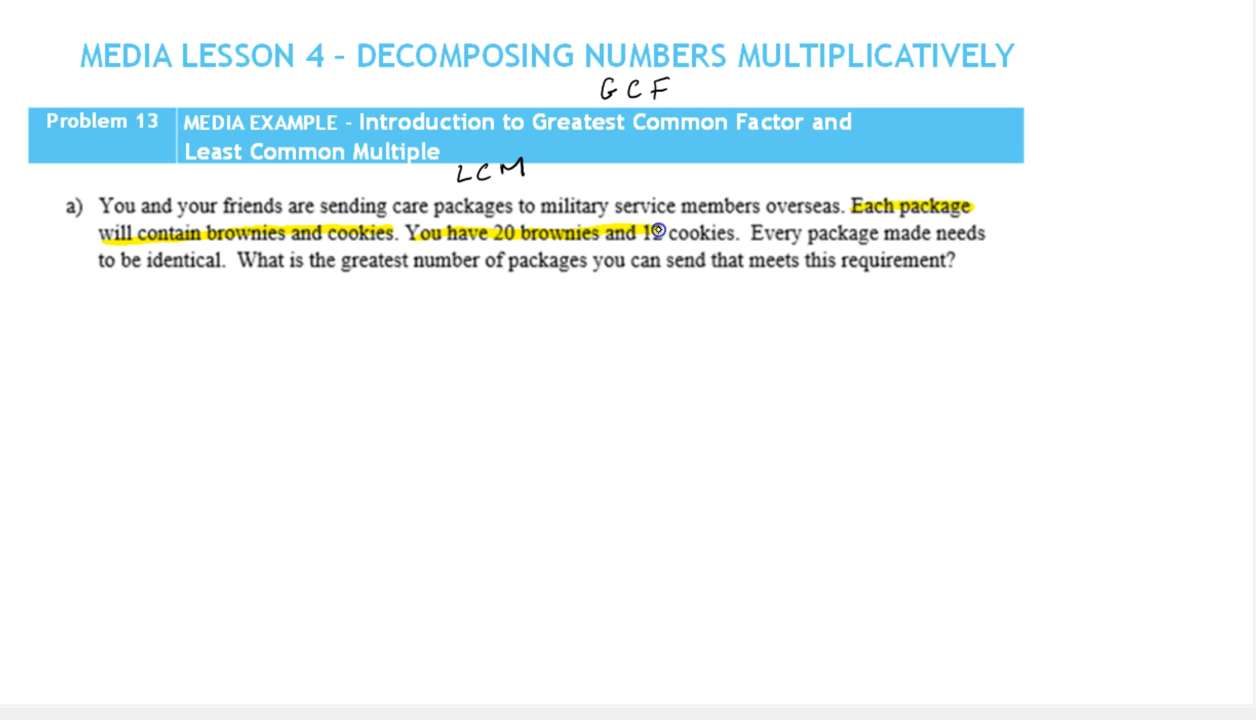 MEDIA LESSON 4 - DECOMPOSING NUMBERS MULTIPLICATIVELY
GCF
Problem 13 MEDIA EXAMPLE - Introduction to Greatest Common Factor and
Least Common Multiple
LCM
a) You and your friends are sending care packages to military service members overseas. Each package
will contain brownies and cookies. You have 20 brownies and cookies. Every package made needs
to be identical. What is the greatest number of packages you can send that meets this requirement?